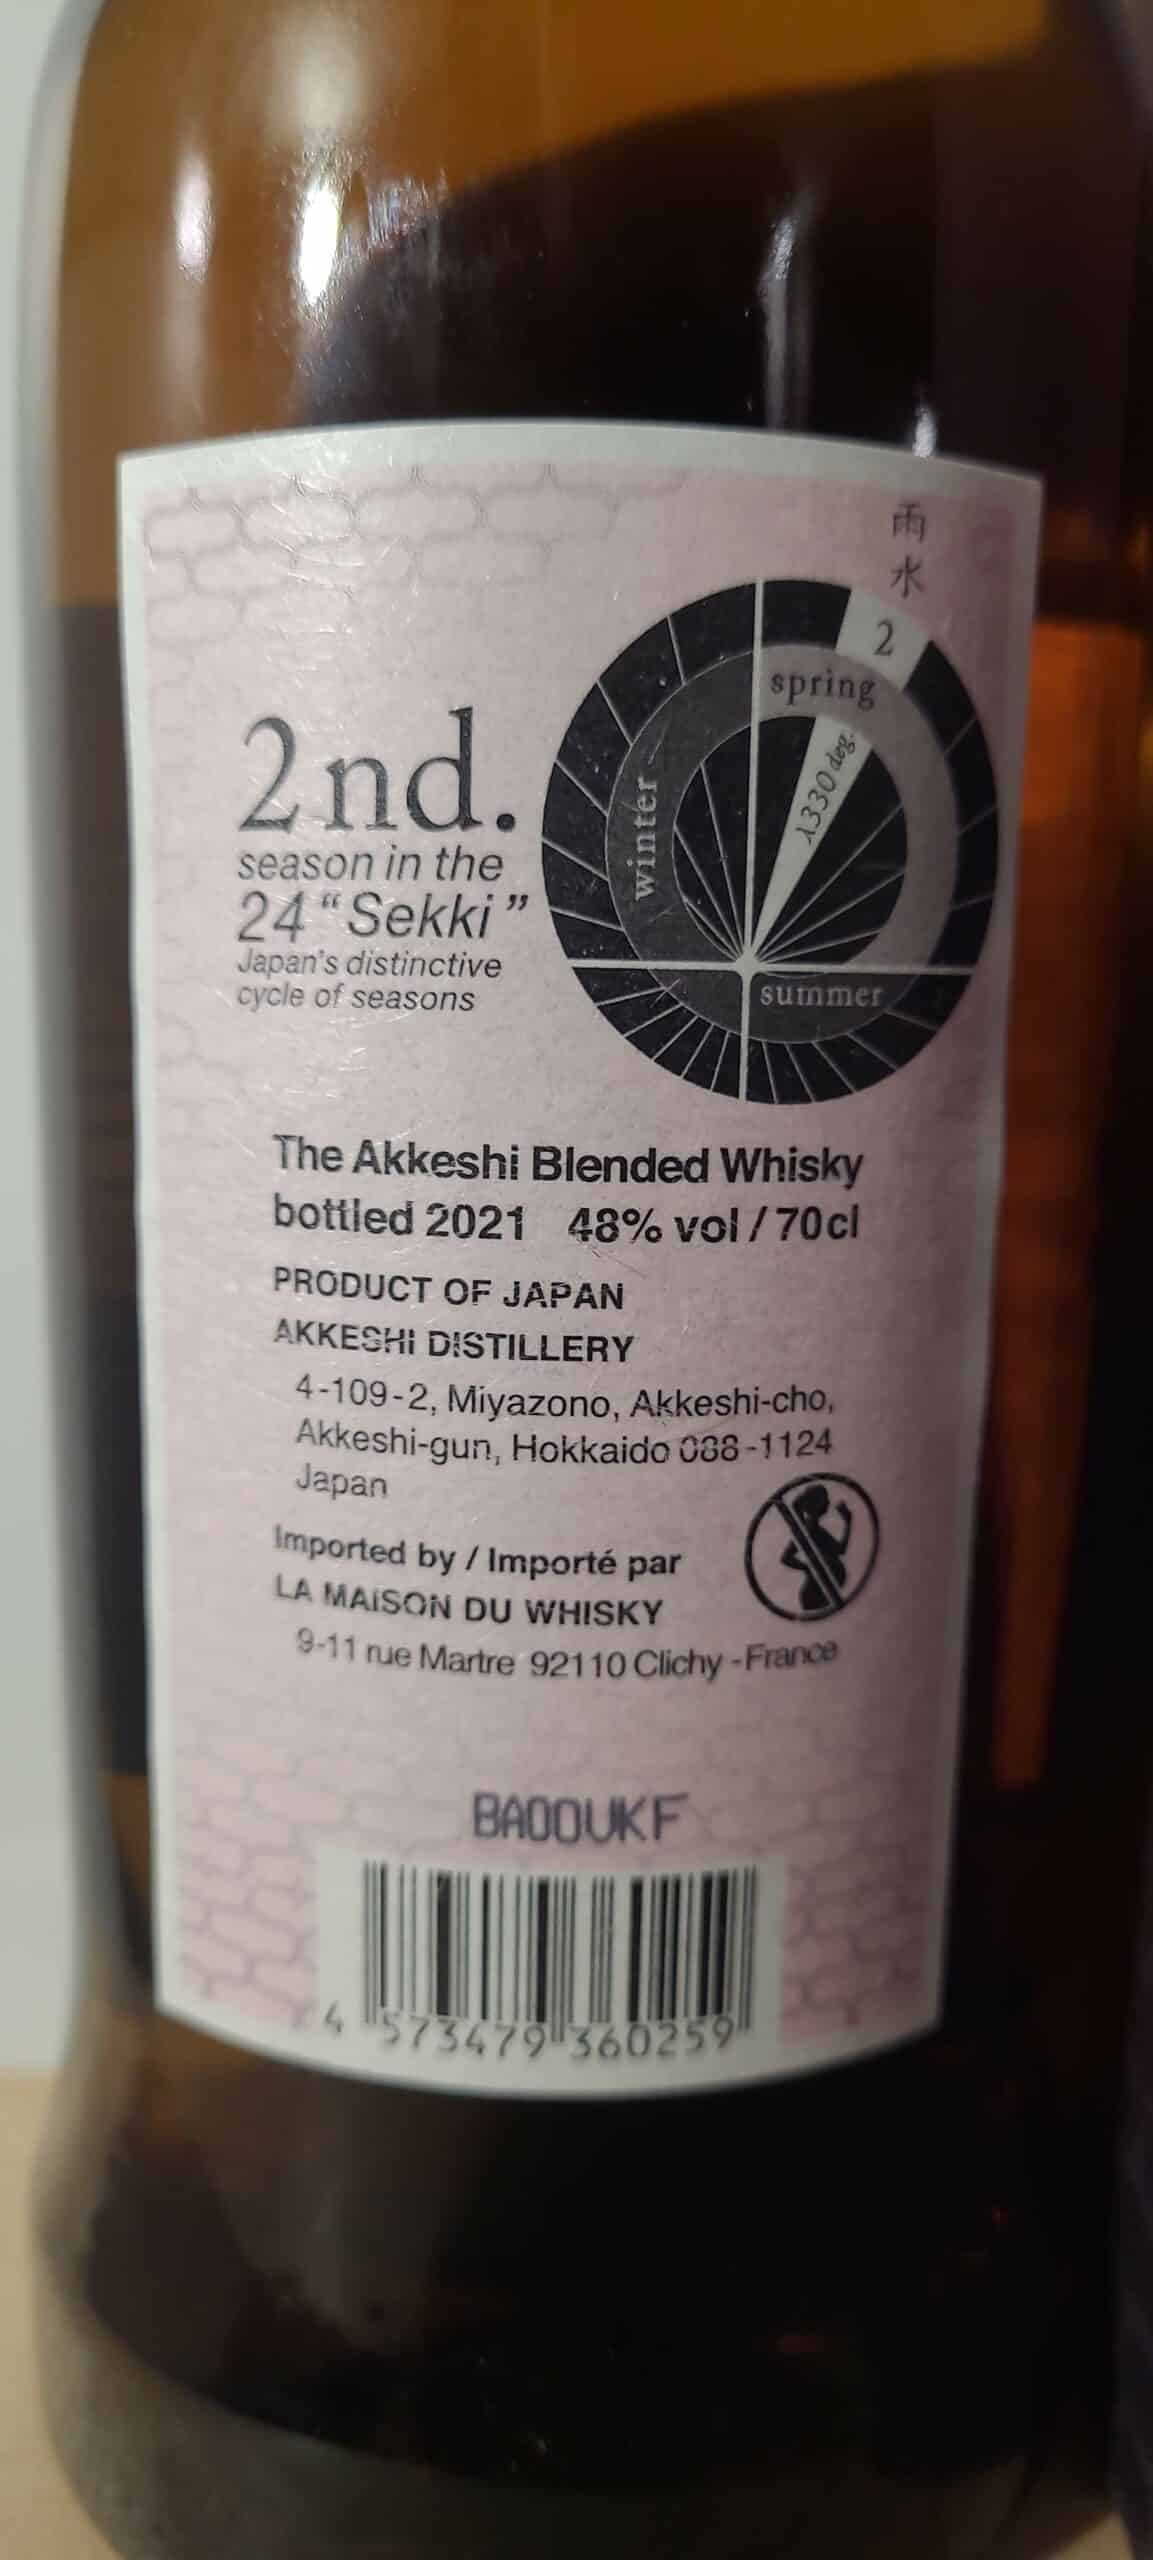 雨水
2
spring
λ330 deg.
winter
summer
2nd.
season in the
24 “Sekki”
Japan's distinctive
cycle of seasons
The Akkeshi Blended Whisky
bottled 2021 48% vol / 70cl
PRODUCT OF JAPAN
AKKESHI DISTILLERY
4-109-2, Miyazono, Akkeshi-cho,
Akkeshi-gun, Hokkaido 088-1124
Japan
Imported by / Importé par
LA MAISON DU WHISKY
9-11 rue Martre 92110 Clichy - France
BA00UKF
4 573479 360259